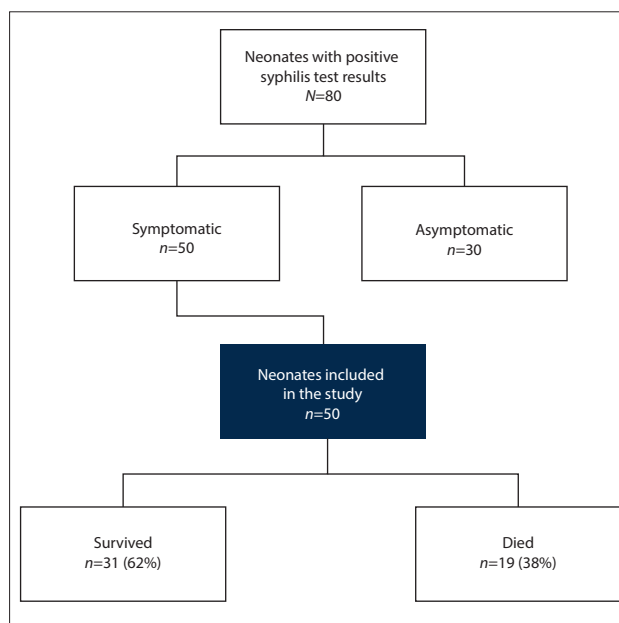 Neonates with positive
syphilis test results
N=80
Symptomatic
n=50
Asymptomatic
n=30
Neonates included
in the study
n=50
Survived
n=31 (62%)
Died
n=19 (38%)